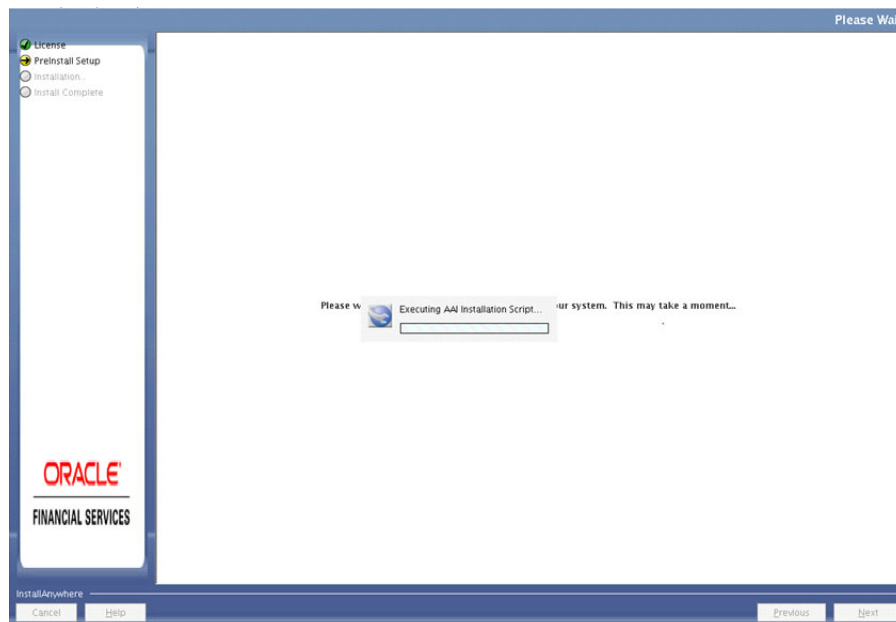 Please Wai
License
PreInstall Setup
Installation...
Install Complete
Please w
ur system. This may take a moment...
Executing AAI Installation Script...
ORACLE'
FINANCIAL SERVICES
InstallAnywhere
Cancel
Help
Previous
Next